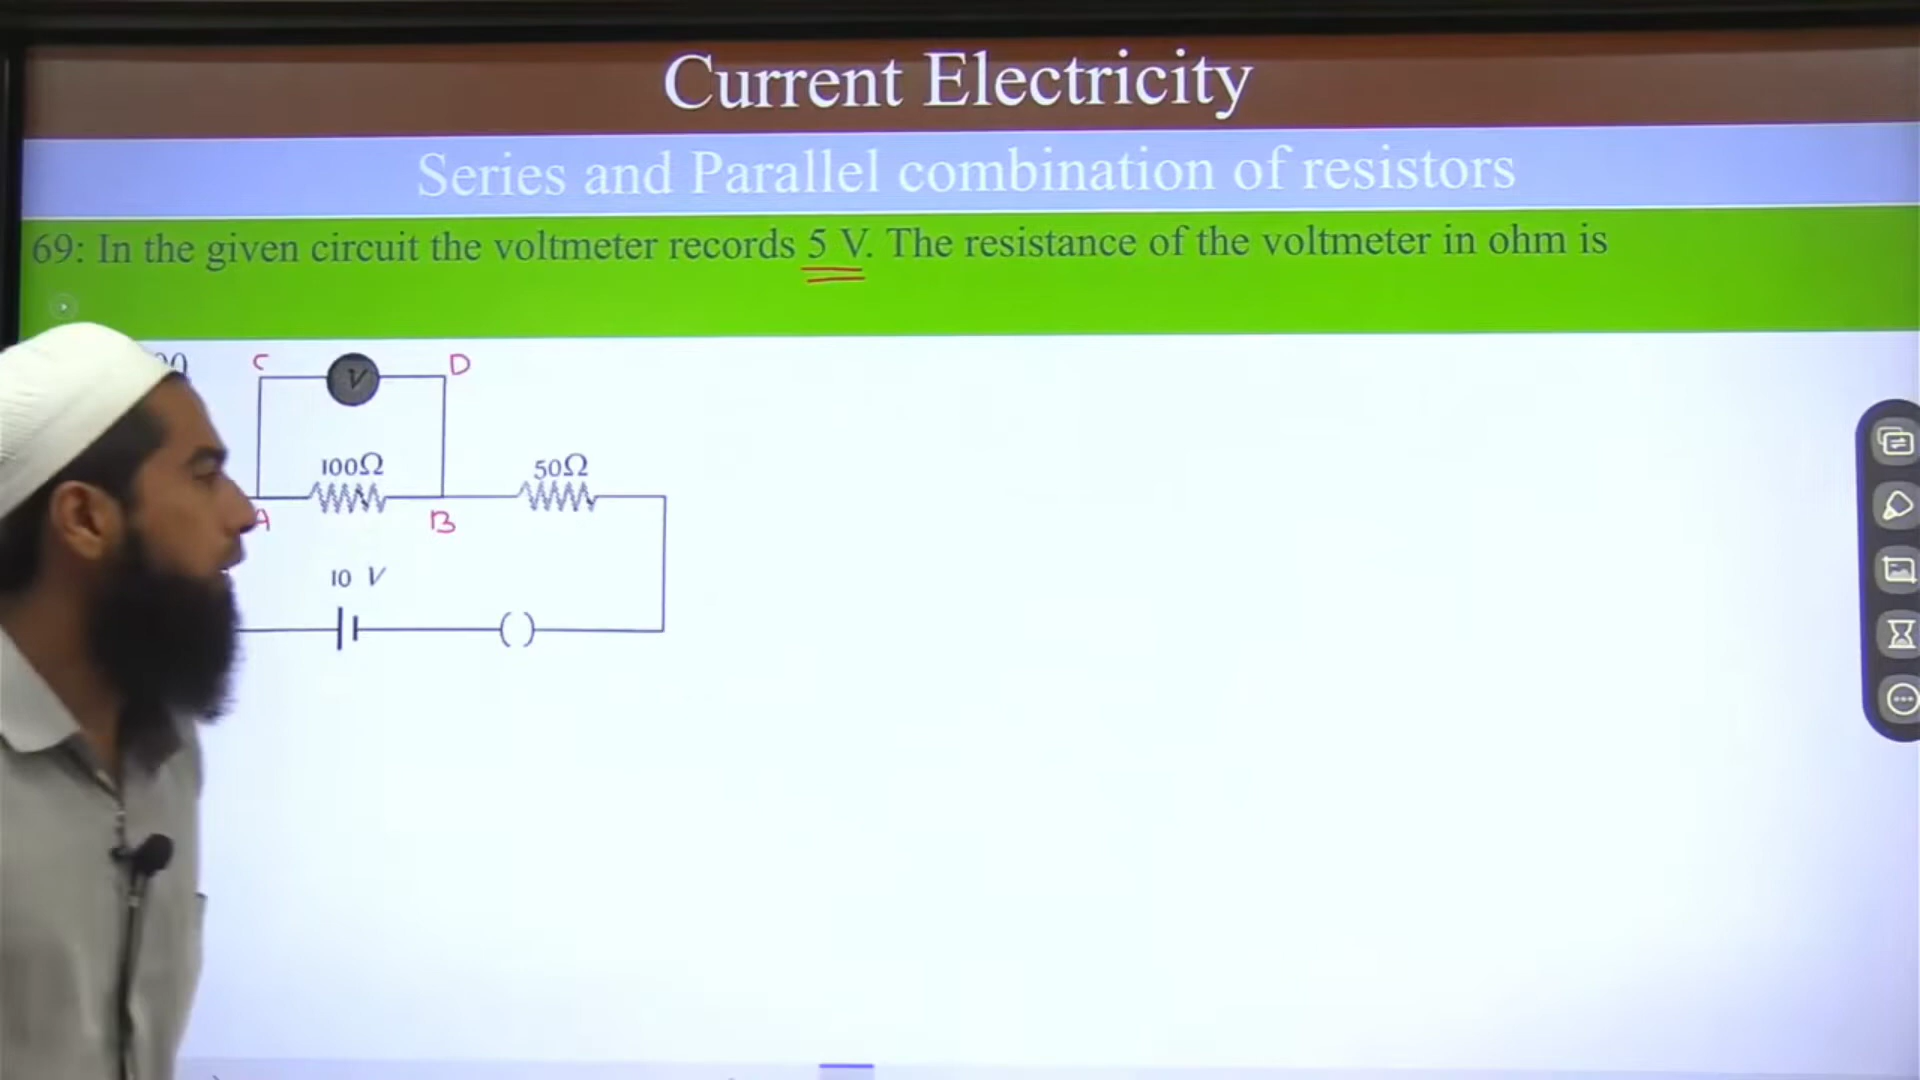 Current Electricity
Series and Parallel combination of resistors
69: In the given circuit the voltmeter records 5 V. The resistance of the voltmeter in ohm is
C V D
100Ω 50Ω
A B
10 V
( )